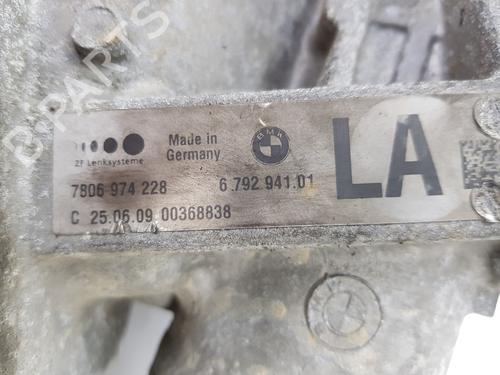 ZF Lenksysteme
Made in
Germany
BMW
LA
7806 974 228
6 792 941.01
C 25.06.09 00368838
B-PARTS